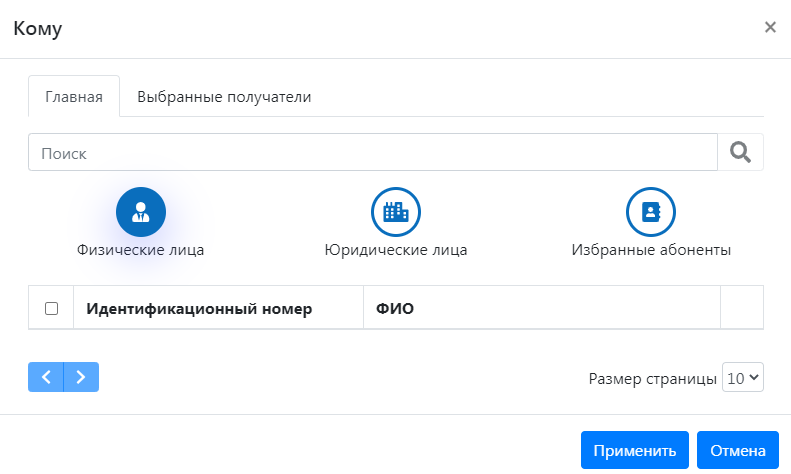 Кому
×
Главная Выбранные получатели
Поиск
Физические лица Юридические лица Избранные абоненты
Идентификационный номер ФИО
Размер страницы 10
Применить Отмена